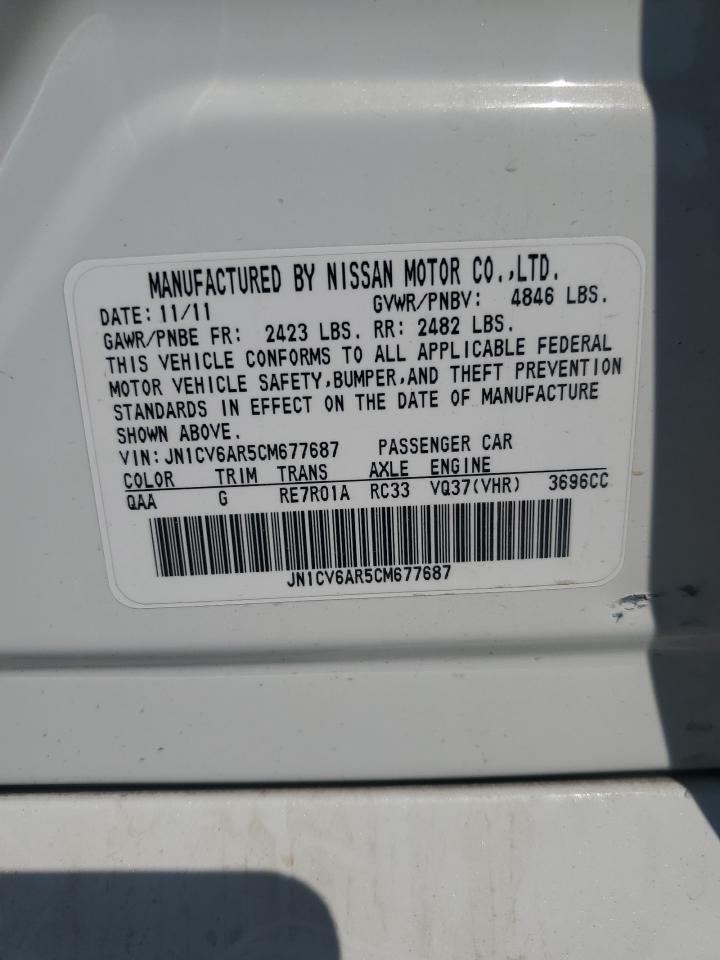 MANUFACTURED BY NISSAN MOTOR CO.,LTD.
DATE: 11/11 GVWR/PNBV: 4846 LBS.
GAWR/PNBE FR: 2423 LBS. RR: 2482 LBS.
THIS VEHICLE CONFORMS TO ALL APPLICABLE FEDERAL
MOTOR VEHICLE SAFETY,BUMPER,AND THEFT PREVENTION
STANDARDS IN EFFECT ON THE DATE OF MANUFACTURE
SHOWN ABOVE.
VIN: JN1CV6AR5CM677687 PASSENGER CAR
COLOR TRIM TRANS AXLE ENGINE
QAA G RE7R01A RC33 VQ37(VHR) 3696CC
JN1CV6AR5CM677687